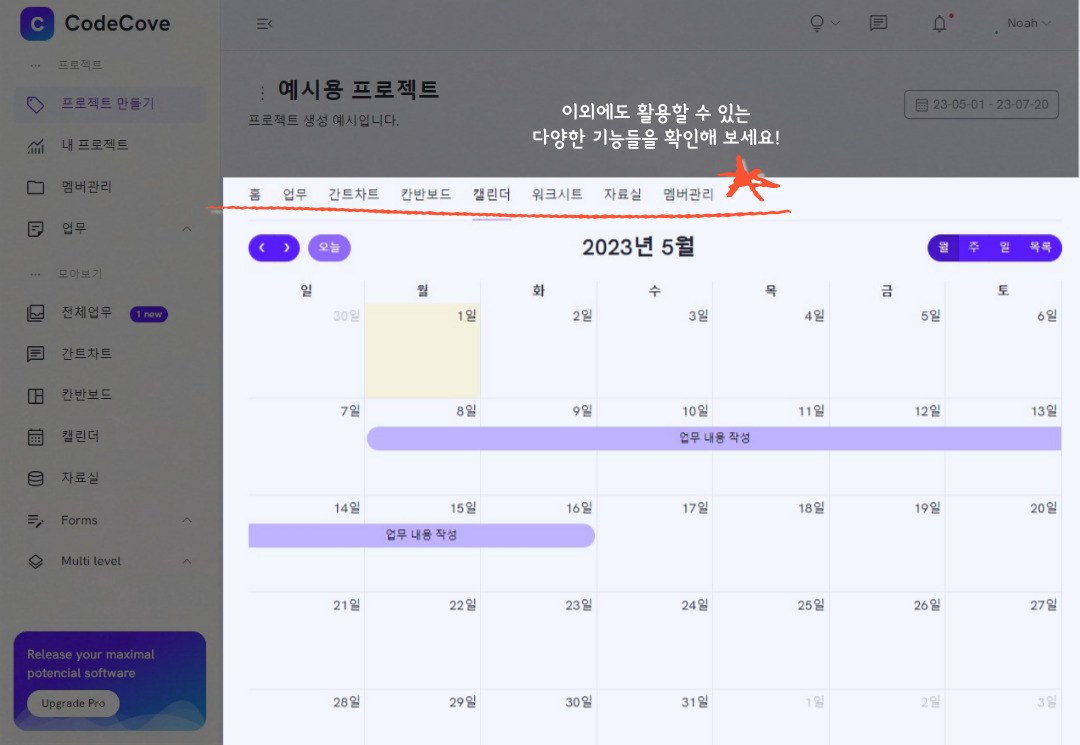 C CodeCove
Noah
··· 프로젝트
프로젝트 만들기
내 프로젝트
멤버관리
업무
··· 모아보기
전체업무 1 new
간트차트
칸반보드
캘린더
자료실
Forms
Multi level
Release your maximal
potencial software
Upgrade Pro
예시용 프로젝트
프로젝트 생성 예시입니다.
23-05-01 - 23-07-20
이외에도 활용할 수 있는
다양한 기능들을 확인해 보세요!
홈 업무 간트차트 칸반보드 캘린더 워크시트 자료실 멤버관리
오늘 2023년 5월 월 주 일 목록
일 월 화 수 목 금 토
30일 1일 2일 3일 4일 5일 6일
7일 8일 9일 10일 11일 12일 13일
업무 내용 작성
14일 15일 16일 17일 18일 19일 20일
업무 내용 작성
21일 22일 23일 24일 25일 26일 27일
28일 29일 30일 31일 1일 2일 3일